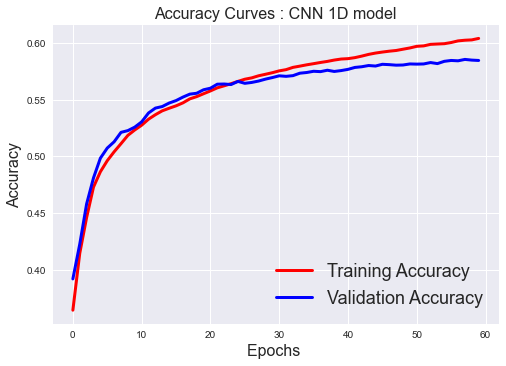 Accuracy Curves : CNN 1D model
Accuracy
0.60
0.55
0.50
0.45
0.40
Training Accuracy
Validation Accuracy
0 10 20 30 40 50 60
Epochs